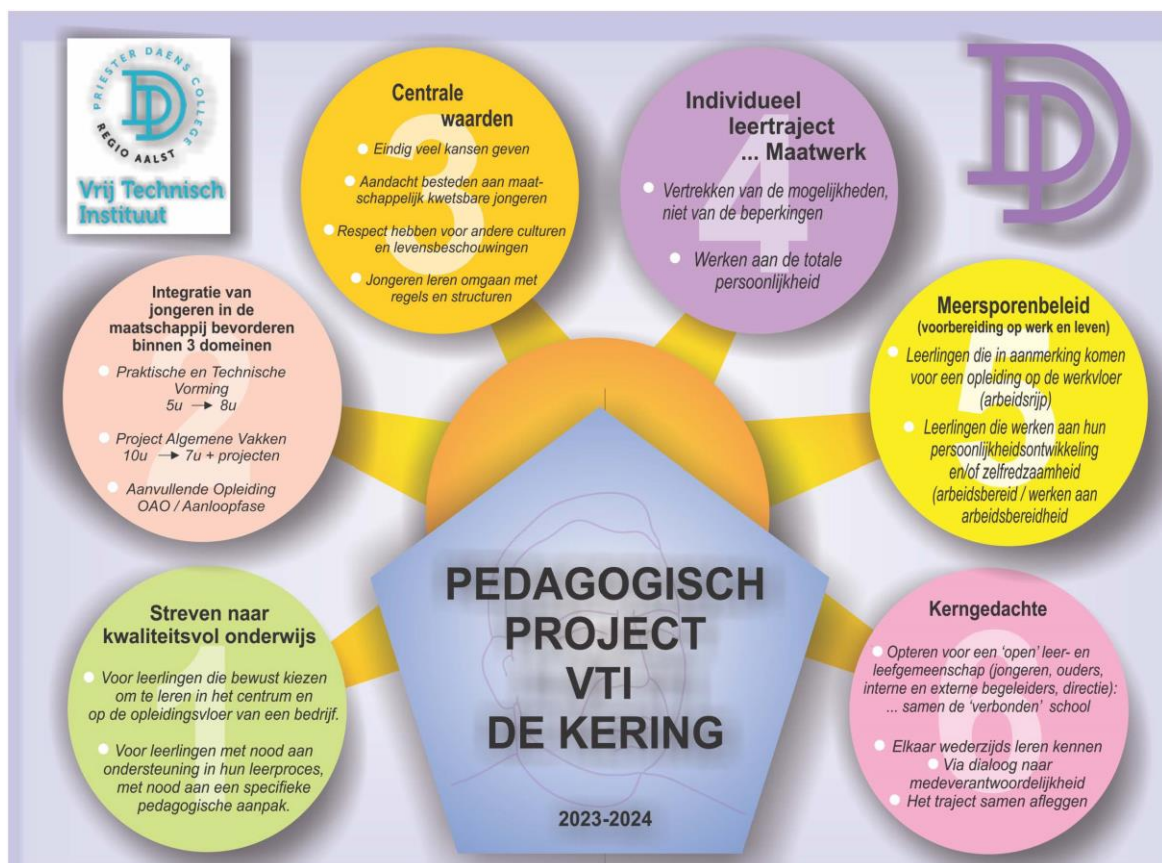 PRIESTER DAENS COLLEGE
REGIO AALST
Vrij Technisch
Instituut
1
Streven naar
kwaliteitsvol onderwijs
Voor leerlingen die bewust kiezen
om te leren in het centrum en
op de opleidingsvloer van een bedrijf.
Voor leerlingen met nood aan
ondersteuning in hun leerproces,
met nood aan een specifieke
pedagogische aanpak.
2
Integratie van
jongeren in de
maatschappij bevorderen
binnen 3 domeinen
Praktische en Technische
Vorming
5u → 8u
Project Algemene Vakken
10u → 7u + projecten
Aanvullende Opleiding
OAO / Aanloopfase
3
Centrale
waarden
Eindig veel kansen geven
Aandacht besteden aan maat-
schappelijk kwetsbare jongeren
Respect hebben voor andere culturen
en levensbeschouwingen
Jongeren leren omgaan met
regels en structuren
4
Individueel
leertraject
... Maatwerk
Vertrekken van de mogelijkheden,
niet van de beperkingen
Werken aan de totale
persoonlijkheid
5
Meersporenbeleid
(voorbereiding op werk en leven)
Leerlingen die in aanmerking komen
voor een opleiding op de werkvloer
(arbeidsrijp)
Leerlingen die werken aan hun
persoonlijkheidsontwikkeling
en/of zelfredzaamheid
(arbeidsbereid / werken aan
arbeidsbereidheid
6
Kerngedachte
Opteren voor een ‘open’ leer- en
leefgemeenschap (jongeren, ouders,
interne en externe begeleiders, directie):
... samen de ‘verbonden’ school
Elkaar wederzijds leren kennen
Via dialoog naar
medeverantwoordelijkheid
Het traject samen afleggen
PEDAGOGISCH
PROJECT
VTI
DE KERING
2023-2024